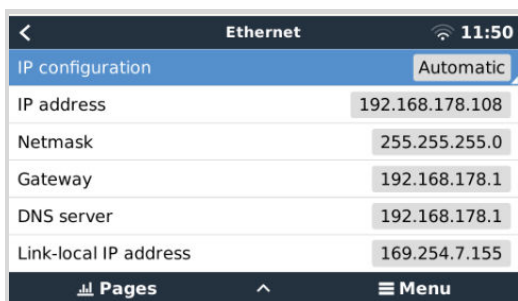 Ethernet 11:50
IP configuration Automatic
IP address 192.168.178.108
Netmask 255.255.255.0
Gateway 192.168.178.1
DNS server 192.168.178.1
Link-local IP address 169.254.7.155
Pages Menu